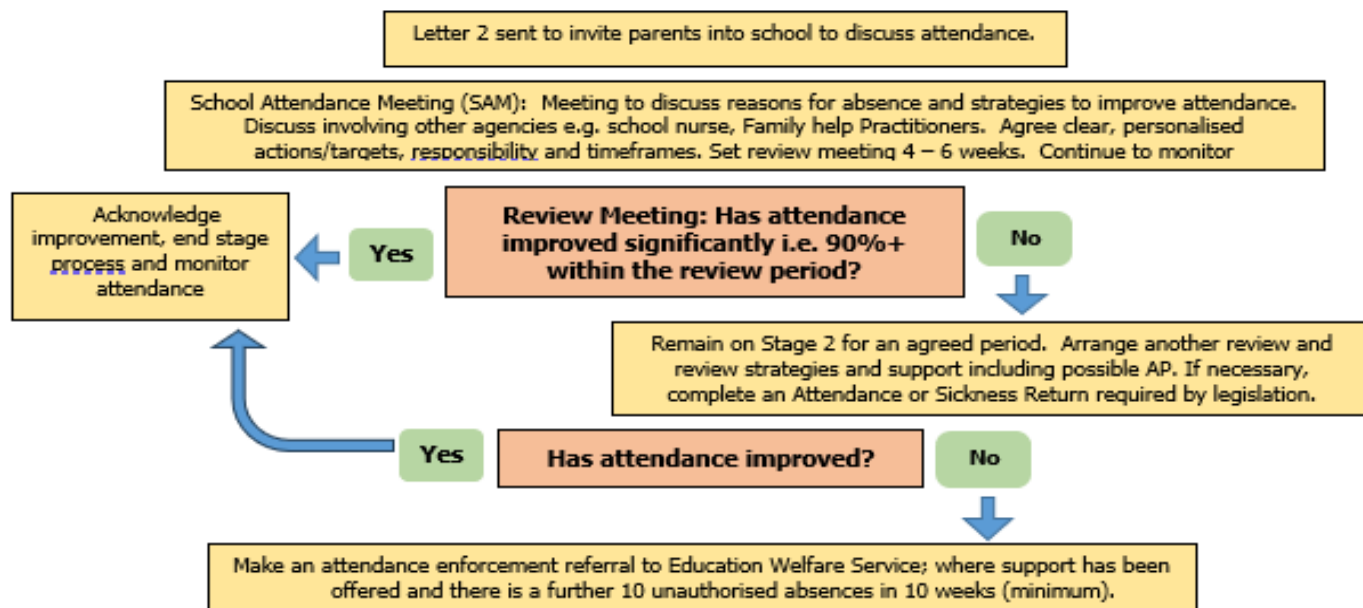 Letter 2 sent to invite parents into school to discuss attendance.
School Attendance Meeting (SAM): Meeting to discuss reasons for absence and strategies to improve attendance.
Discuss involving other agencies e.g. school nurse, Family help Practitioners. Agree clear, personalised
actions/targets, responsibility and timeframes. Set review meeting 4 – 6 weeks. Continue to monitor
Acknowledge
improvement, end stage
process and monitor
attendance
Yes
Review Meeting: Has attendance
improved significantly i.e. 90%+
within the review period?
No
Remain on Stage 2 for an agreed period. Arrange another review and
review strategies and support including possible AP. If necessary,
complete an Attendance or Sickness Return required by legislation.
Yes
Has attendance improved?
No
Make an attendance enforcement referral to Education Welfare Service; where support has been
offered and there is a further 10 unauthorised absences in 10 weeks (minimum).